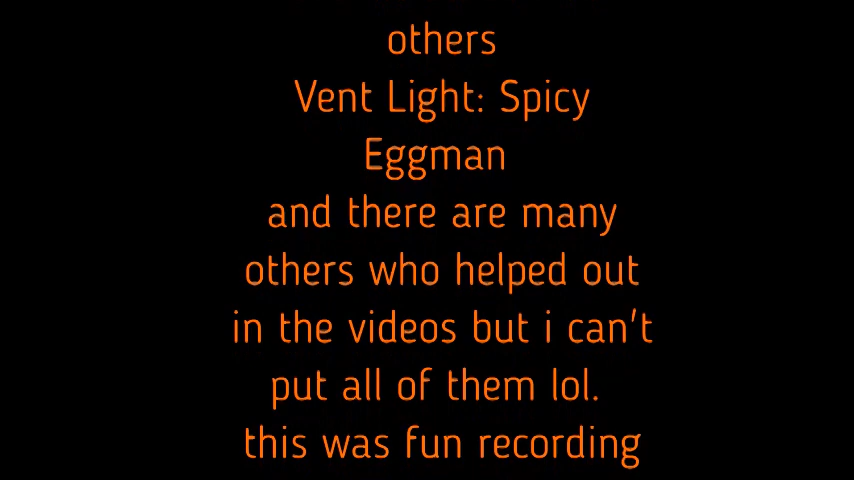 others
Vent Light: Spicy
Eggman
and there are many
others who helped out
in the videos but i can't
put all of them lol.
this was fun recording